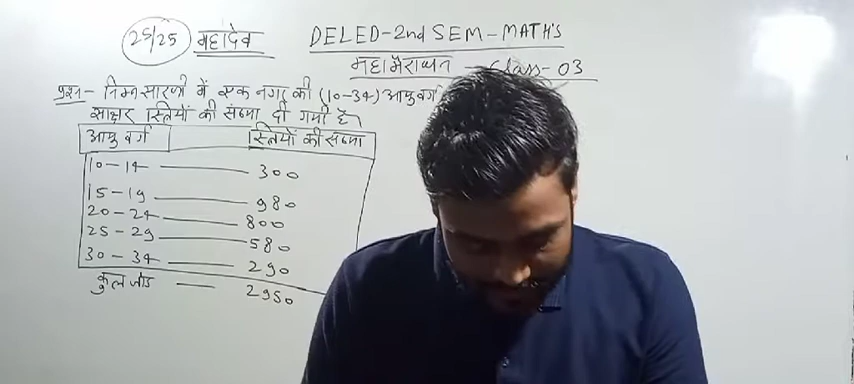 25/25 महादेव DELED-2nd SEM-MATH'S
महामैराथन - Class-03
प्रश्न- निम्न सारणी में एक नगर की (10-34) आयु वर्ग
साक्षर स्त्रियों की संख्या दी गयी है।
आयु वर्ग स्त्रियों की संख्या
10-14 — 300
15-19 — 980
20-24 — 800
25-29 — 580
30-34 — 290
कुल जोड़ — 2950